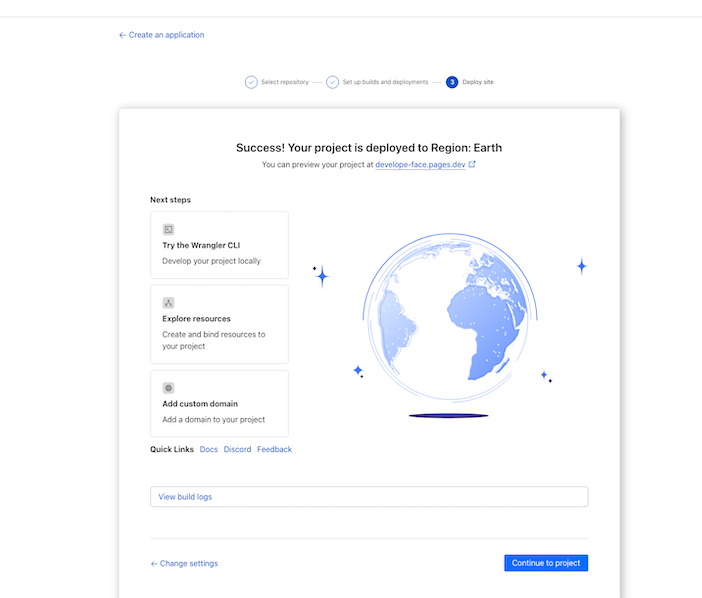 ← Create an application
Select repository
Set up builds and deployments
3 Deploy site
Success! Your project is deployed to Region: Earth
You can preview your project at develope-face.pages.dev
Next steps
Try the Wrangler CLI
Develop your project locally
Explore resources
Create and bind resources to
your project
Add custom domain
Add a domain to your project
Quick Links Docs Discord Feedback
View build logs
← Change settings
Continue to project